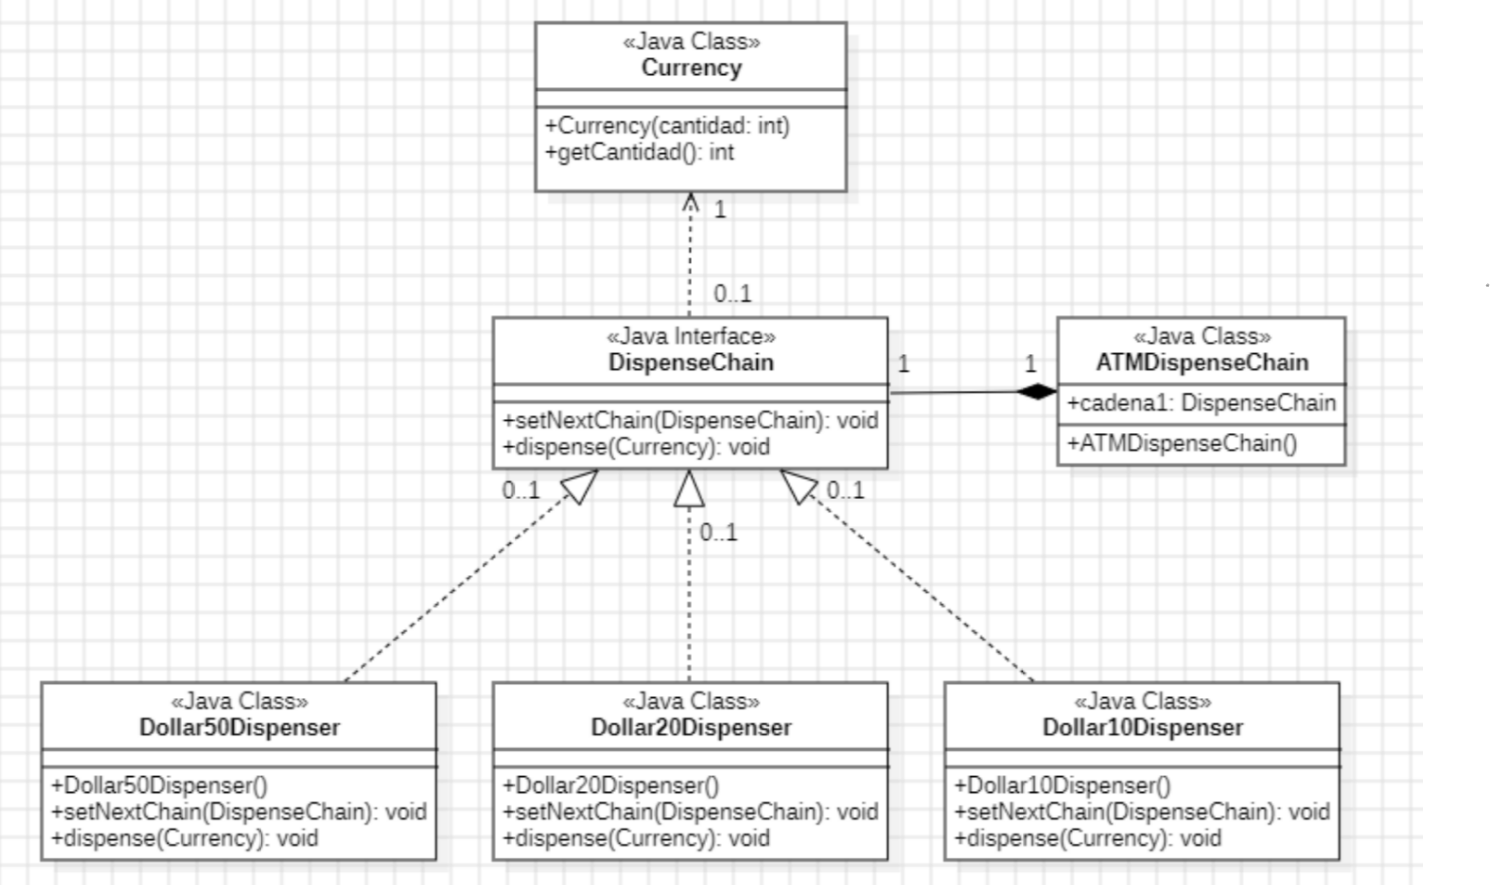 «Java Class»
Currency
+Currency(cantidad: int)
+getCantidad(): int
1
0..1
«Java Interface»
DispenseChain
+setNextChain(DispenseChain): void
+dispense(Currency): void
1
1
«Java Class»
ATMDispenseChain
+cadena1: DispenseChain
+ATMDispenseChain()
0..1
0..1
0..1
«Java Class»
Dollar50Dispenser
+Dollar50Dispenser()
+setNextChain(DispenseChain): void
+dispense(Currency): void
«Java Class»
Dollar20Dispenser
+Dollar20Dispenser()
+setNextChain(DispenseChain): void
+dispense(Currency): void
«Java Class»
Dollar10Dispenser
+Dollar10Dispenser()
+setNextChain(DispenseChain): void
+dispense(Currency): void